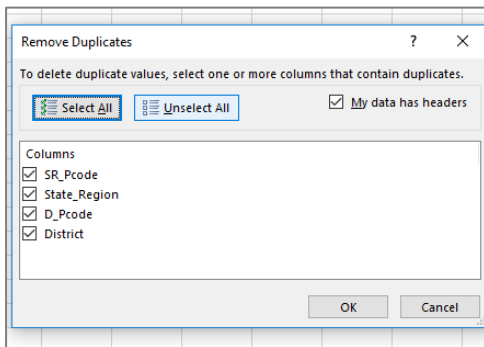 Remove Duplicates ? X
To delete duplicate values, select one or more columns that contain duplicates.
Select All Unselect All My data has headers
Columns
SR_Pcode
State_Region
D_Pcode
District
OK Cancel